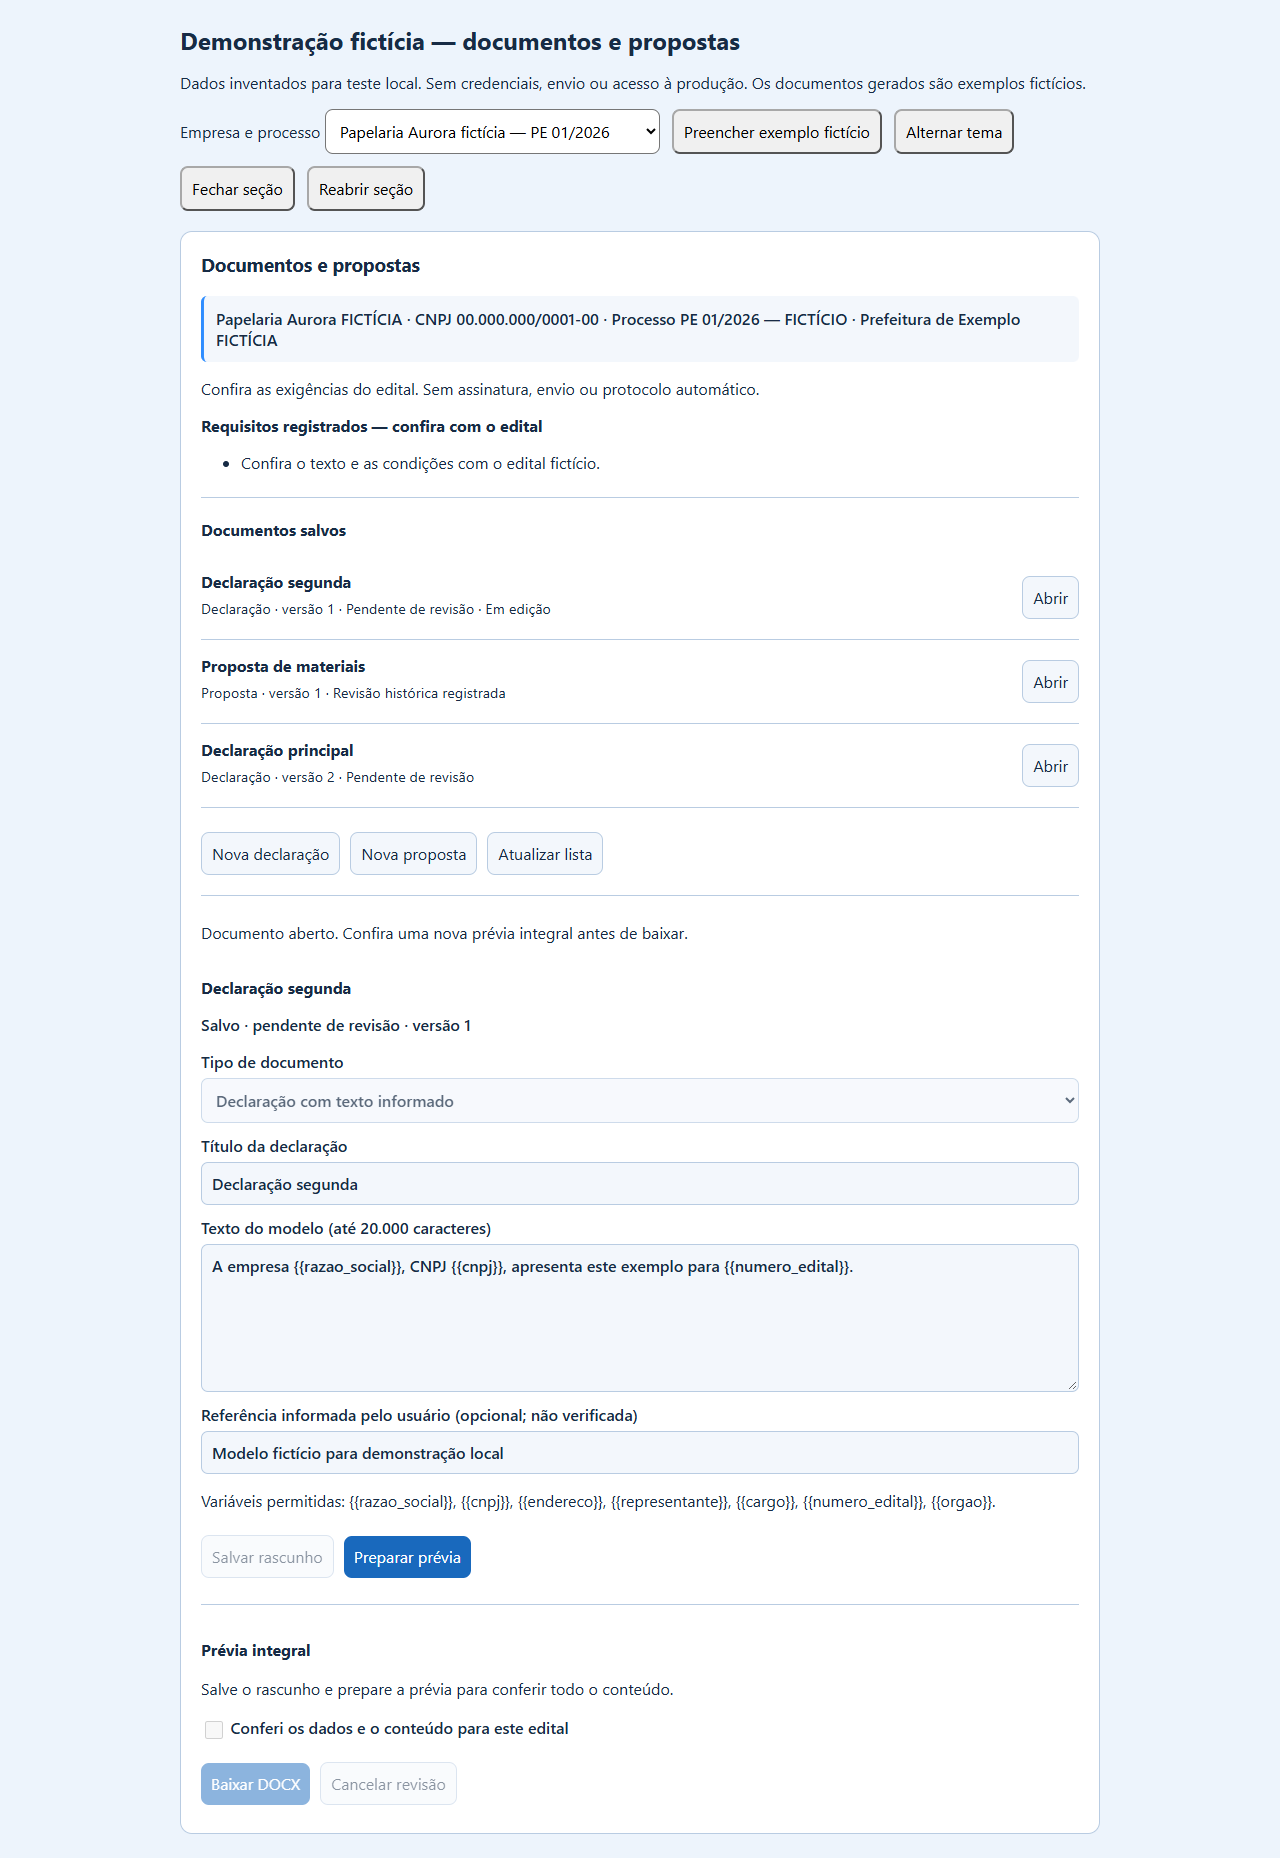 Demonstração fictícia — documentos e propostas
Dados inventados para teste local. Sem credenciais, envio ou acesso à produção. Os documentos gerados são exemplos fictícios.
Empresa e processo Papelaria Aurora fictícia — PE 01/2026 Preencher exemplo fictício Alternar tema
Fechar seção Reabrir seção
Documentos e propostas
Papelaria Aurora FICTÍCIA · CNPJ 00.000.000/0001-00 · Processo PE 01/2026 — FICTÍCIO · Prefeitura de Exemplo
FICTÍCIA
Confira as exigências do edital. Sem assinatura, envio ou protocolo automático.
Requisitos registrados — confira com o edital
• Confira o texto e as condições com o edital fictício.
Documentos salvos
Declaração segunda
Declaração · versão 1 · Pendente de revisão · Em edição
Abrir
Proposta de materiais
Proposta · versão 1 · Revisão histórica registrada
Abrir
Declaração principal
Declaração · versão 2 · Pendente de revisão
Abrir
Nova declaração Nova proposta Atualizar lista
Documento aberto. Confira uma nova prévia integral antes de baixar.
Declaração segunda
Salvo · pendente de revisão · versão 1
Tipo de documento
Declaração com texto informado
Título da declaração
Declaração segunda
Texto do modelo (até 20.000 caracteres)
A empresa {{razao_social}}, CNPJ {{cnpj}}, apresenta este exemplo para {{numero_edital}}.
Referência informada pelo usuário (opcional; não verificada)
Modelo fictício para demonstração local
Variáveis permitidas: {{razao_social}}, {{cnpj}}, {{endereco}}, {{representante}}, {{cargo}}, {{numero_edital}}, {{orgao}}.
Salvar rascunho Preparar prévia
Prévia integral
Salve o rascunho e prepare a prévia para conferir todo o conteúdo.
Conferi os dados e o conteúdo para este edital
Baixar DOCX Cancelar revisão